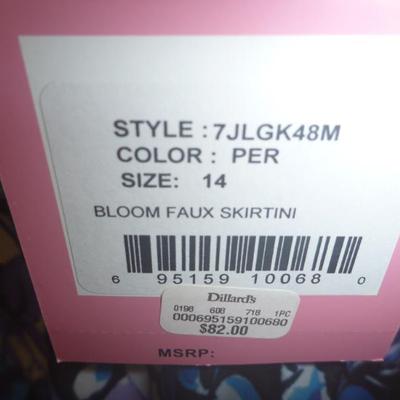 STYLE : 7JLGK48M
COLOR : PER
SIZE: 14
BLOOM FAUX SKIRTINI
6 95159 10068 0
Dillard's
0198 608 718 1PC
000695159100680
$82.00
MSRP: